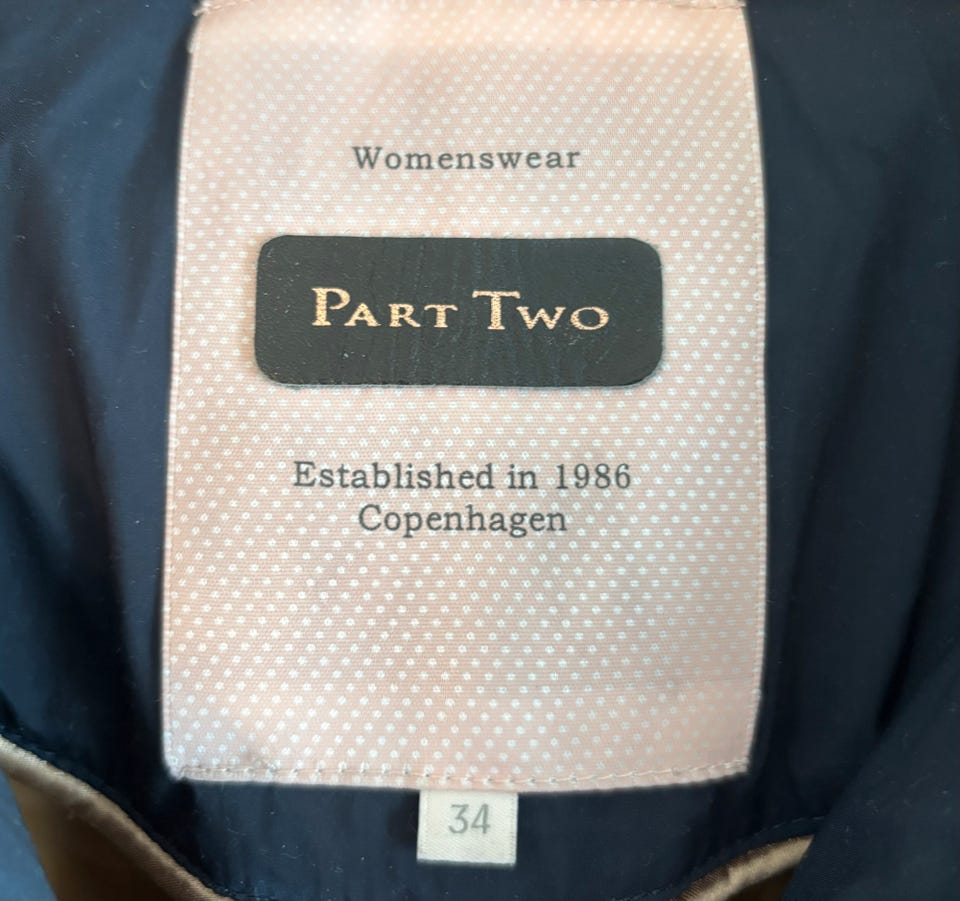 Womenswear
Part Two
Established in 1986
Copenhagen
34